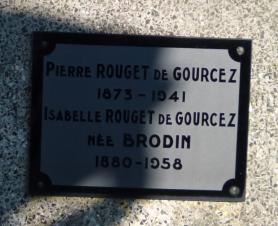 Pierre ROUGET de GOURCEZ
1873 - 1941
Isabelle ROUGET de GOURCEZ
née BRODIN
1880-1958